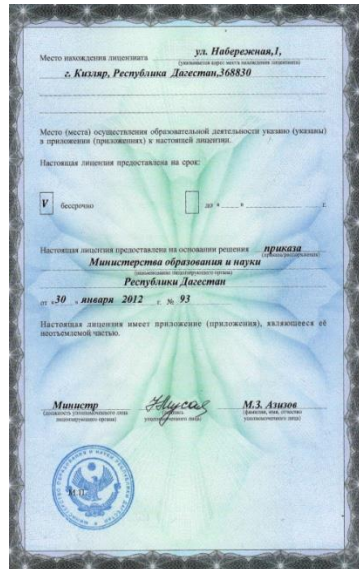 Место нахождения лицензиата ул. Набережная,1,
(указывается адрес места нахождения лицензиата)
г. Кизляр, Республика Дагестан,368830
Место (места) осуществления образовательной деятельности указано (указаны)
в приложении (приложениях) к настоящей лицензии.
Настоящая лицензия предоставлена на срок:
V бессрочно до « » г.
Настоящая лицензия предоставлена на основании решения приказа
(приказа/распоряжения)
Министерства образования и науки
(наименование лицензирующего органа)
Республики Дагестан
от «30 » января 2012 г. № 93
Настоящая лицензия имеет приложение (приложения), являющееся её
неотъемлемой частью.
Министр М.З. Азизов
(должность уполномоченного лица (подпись (фамилия, имя, отчество
лицензирующего органа) уполномоченного лица) уполномоченного лица)
М.П.